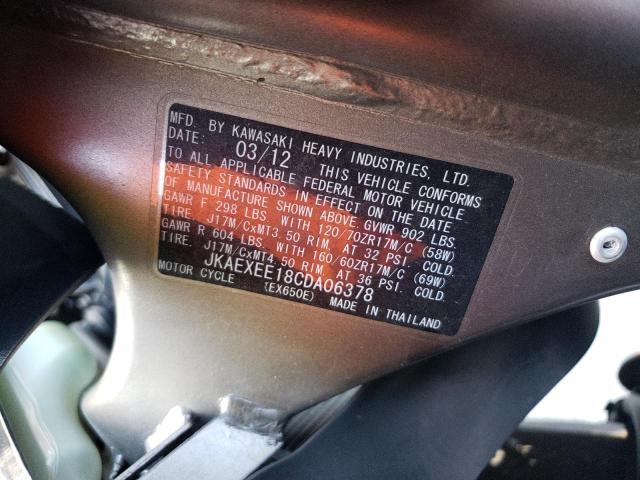 MFD. BY KAWASAKI HEAVY INDUSTRIES, LTD.
DATE: 03/12 THIS VEHICLE CONFORMS
TO ALL APPLICABLE FEDERAL MOTOR VEHICLE
SAFETY STANDARDS IN EFFECT ON THE DATE
OF MANUFACTURE SHOWN ABOVE. GVWR 902 LBS.
GAWR F 298 LBS. WITH 120/70ZR17M/C (58W)
TIRE. J17M/CxMT3.50 RIM. AT 32 PSI. COLD.
GAWR R 604 LBS. WITH 160/60ZR17M/C (69W)
TIRE. J17M/CxMT4.50 RIM. AT 36 PSI. COLD.
JKAEXEE18CDA06378
MOTOR CYCLE (EX650E) MADE IN THAILAND